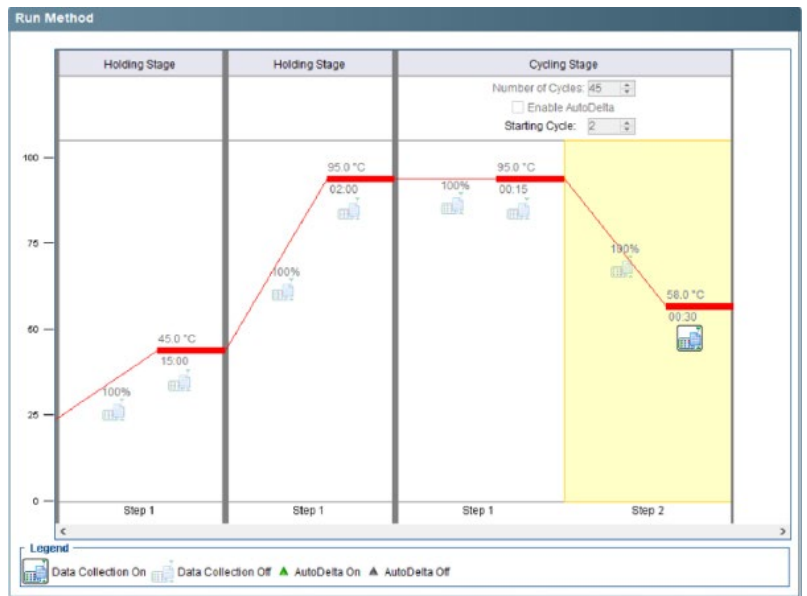 Run Method
Holding Stage
Holding Stage
Cycling Stage
Number of Cycles: 45
Enable AutoDelta
Starting Cycle: 2
100
75
50
25
0
100%
45.0 °C
15:00
Step 1
100%
95.0 °C
02:00
Step 1
100%
95.0 °C
00:15
Step 1
100%
58.0 °C
00:30
Step 2
Legend
Data Collection On Data Collection Off AutoDelta On AutoDelta Off